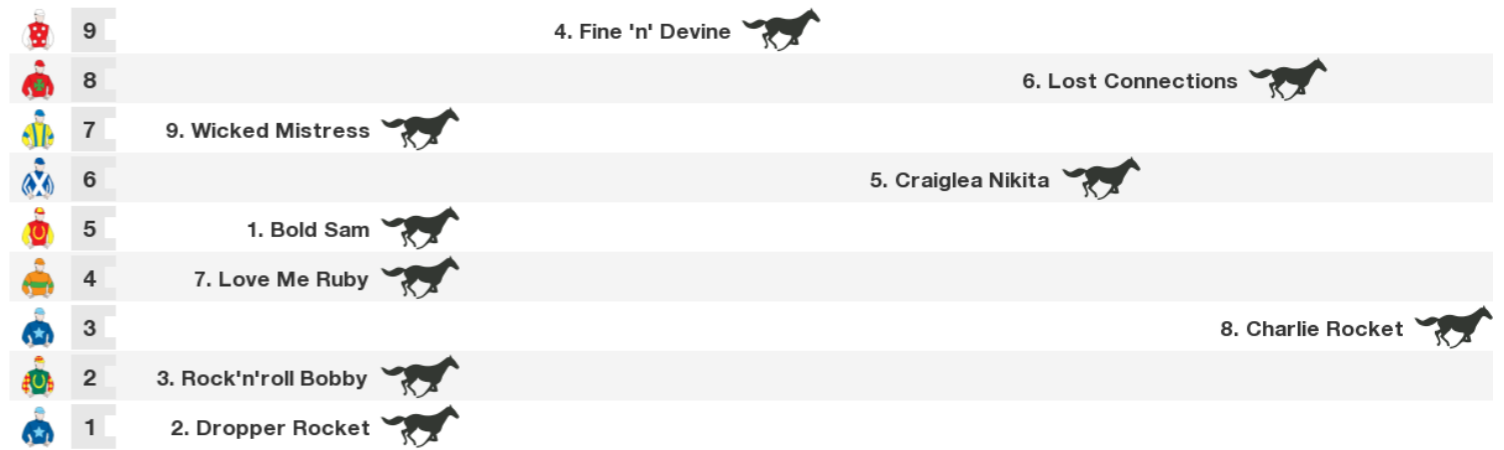 9 4. Fine 'n' Devine
8 6. Lost Connections
7 9. Wicked Mistress
6 5. Craiglea Nikita
5 1. Bold Sam
4 7. Love Me Ruby
3 8. Charlie Rocket
2 3. Rock'n'roll Bobby
1 2. Dropper Rocket